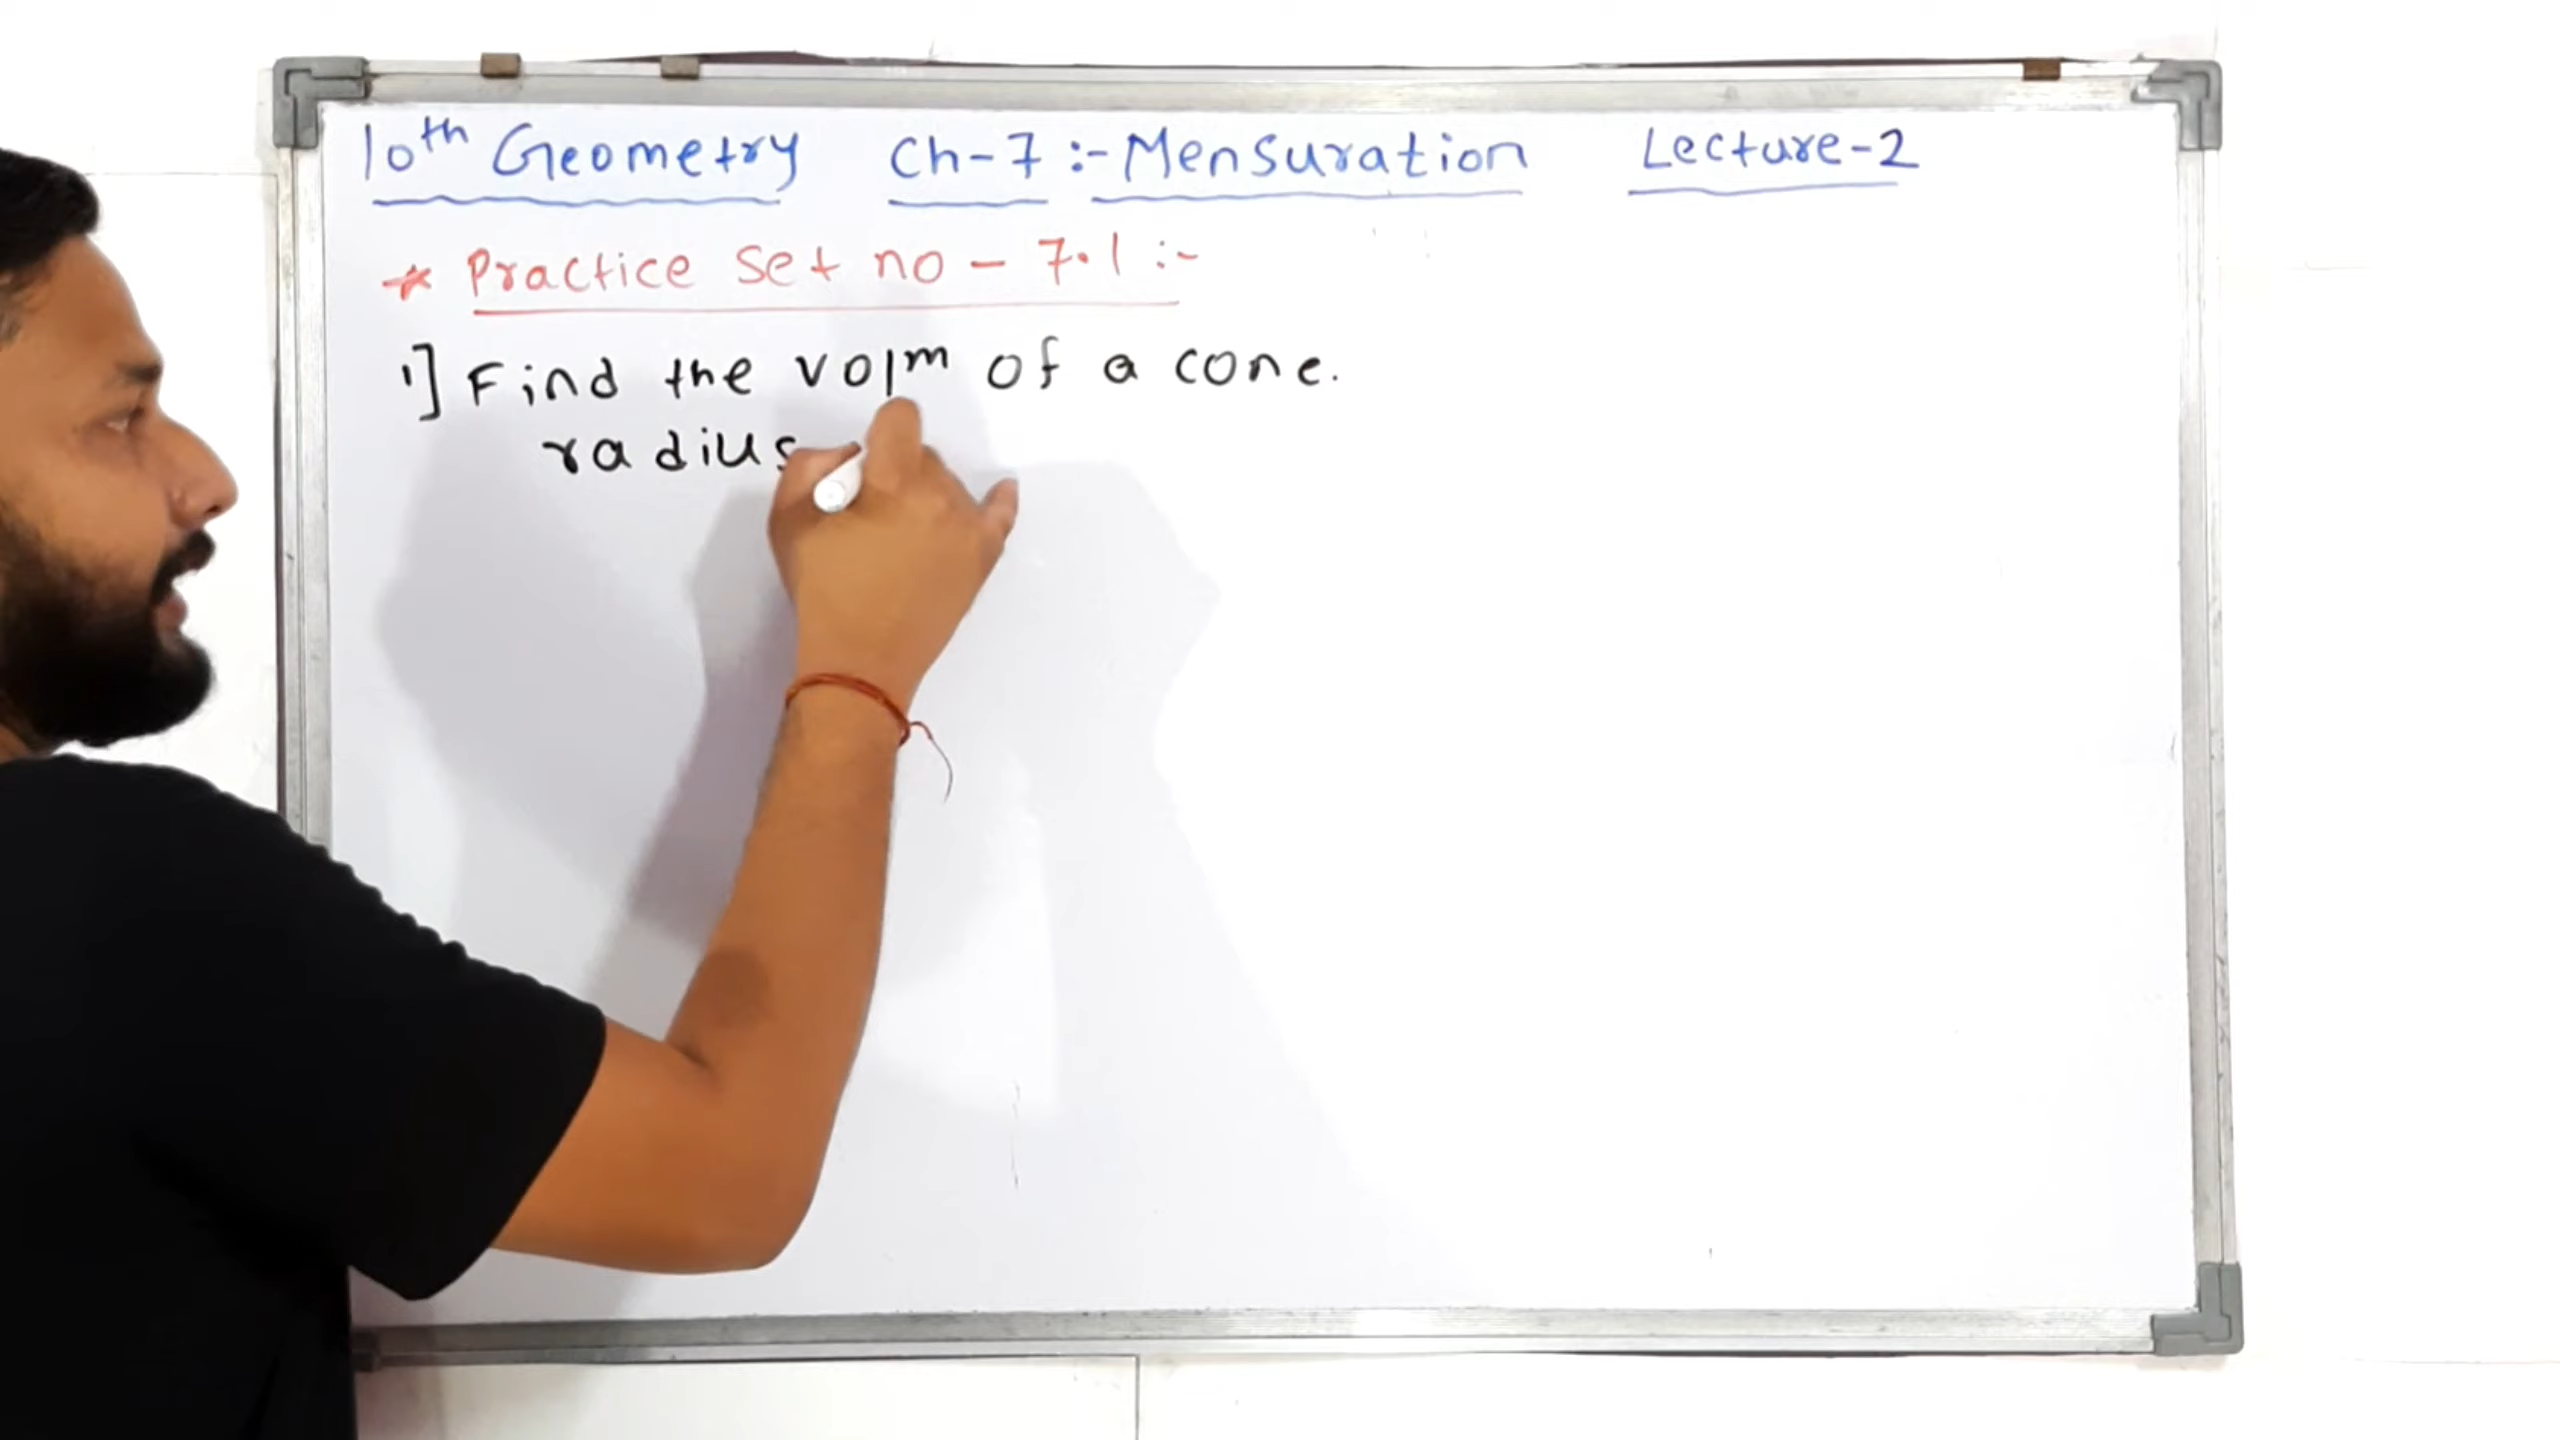 10th Geometry Ch-7 :- Mensuration Lecture-2
* Practice Set no - 7.1 :-
1] Find the volm of a cone.
radius